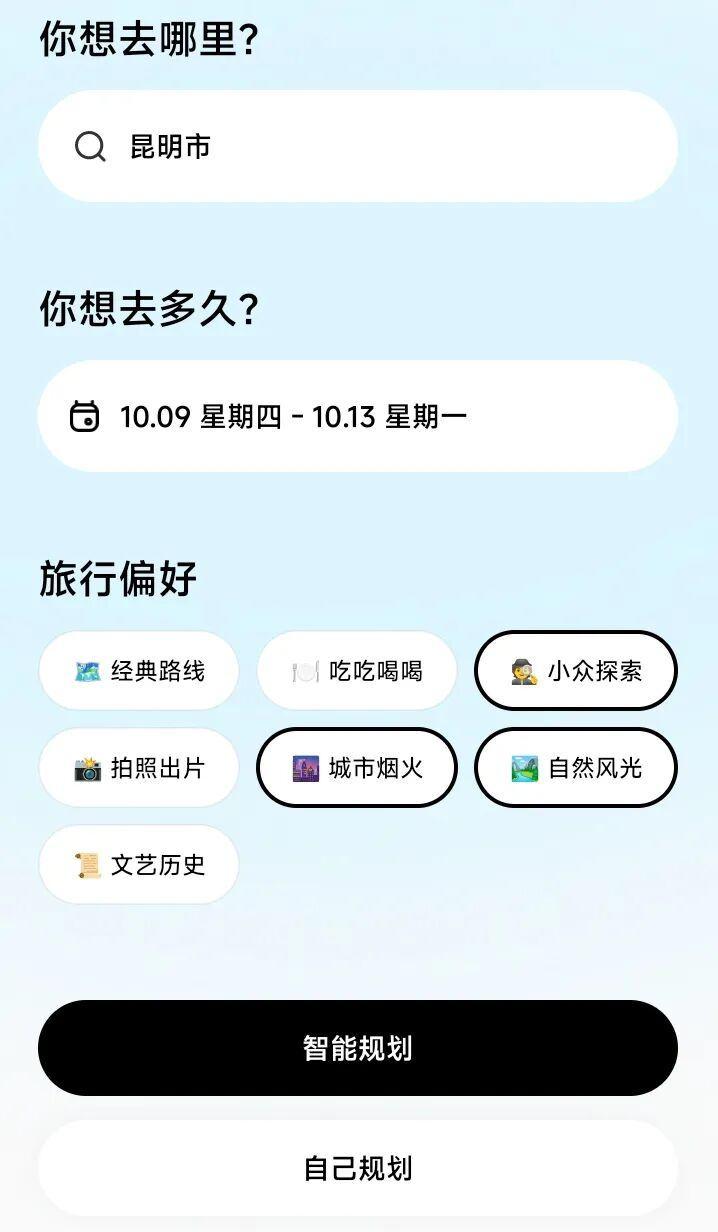 你想去哪里？
昆明市
你想去多久？
10.09 星期四 - 10.13 星期一
旅行偏好
经典路线
吃吃喝喝
小众探索
拍照出片
城市烟火
自然风光
文艺历史
智能规划
自己规划